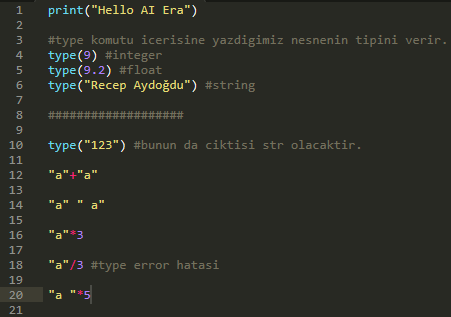 1 print("Hello AI Era")
2
3 #type komutu icerisine yazdigimiz nesnenin tipini verir.
4 type(9) #integer
5 type(9.2) #float
6 type("Recep Aydoğdu") #string
7
8 ###################
9
10 type("123") #bunun da ciktisi str olacaktir.
11
12 "a"+"a"
13
14 "a" " a"
15
16 "a"*3
17
18 "a"/3 #type error hatasi
19
20 "a "*5
21